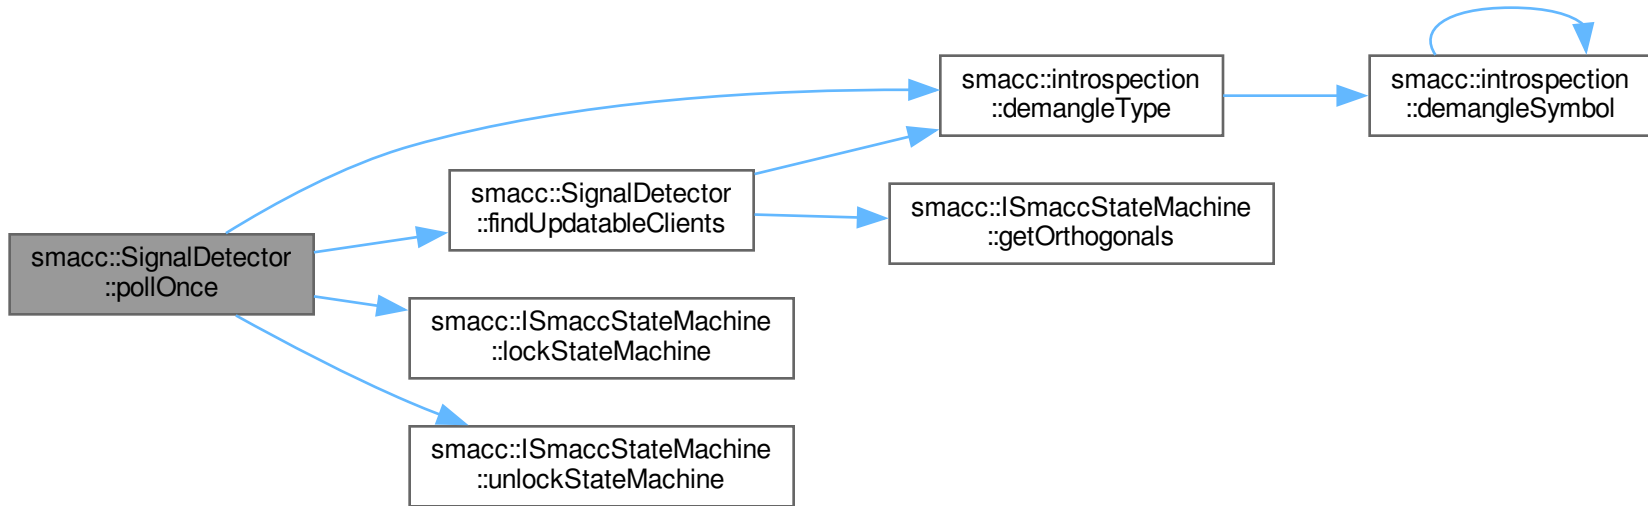 smacc::SignalDetector
::pollOnce
smacc::SignalDetector
::findUpdatableClients
smacc::ISmaccStateMachine
::lockStateMachine
smacc::ISmaccStateMachine
::unlockStateMachine
smacc::introspection
::demangleType
smacc::ISmaccStateMachine
::getOrthogonals
smacc::introspection
::demangleSymbol